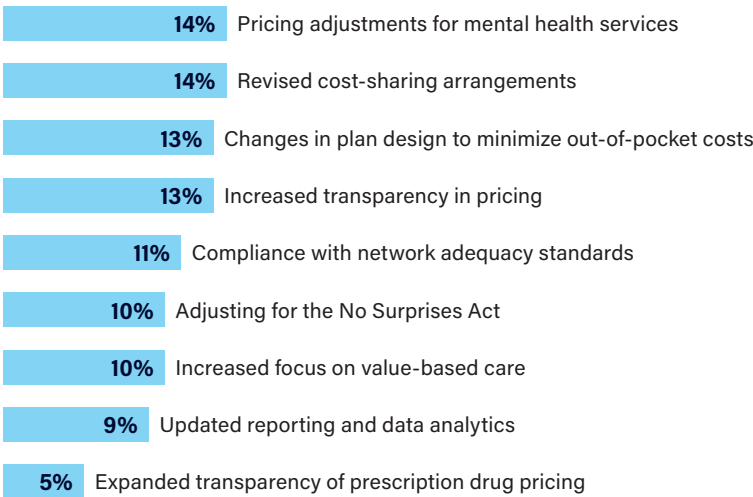 14% Pricing adjustments for mental health services
14% Revised cost-sharing arrangements
13% Changes in plan design to minimize out-of-pocket costs
13% Increased transparency in pricing
11% Compliance with network adequacy standards
10% Adjusting for the No Surprises Act
10% Increased focus on value-based care
9% Updated reporting and data analytics
5% Expanded transparency of prescription drug pricing